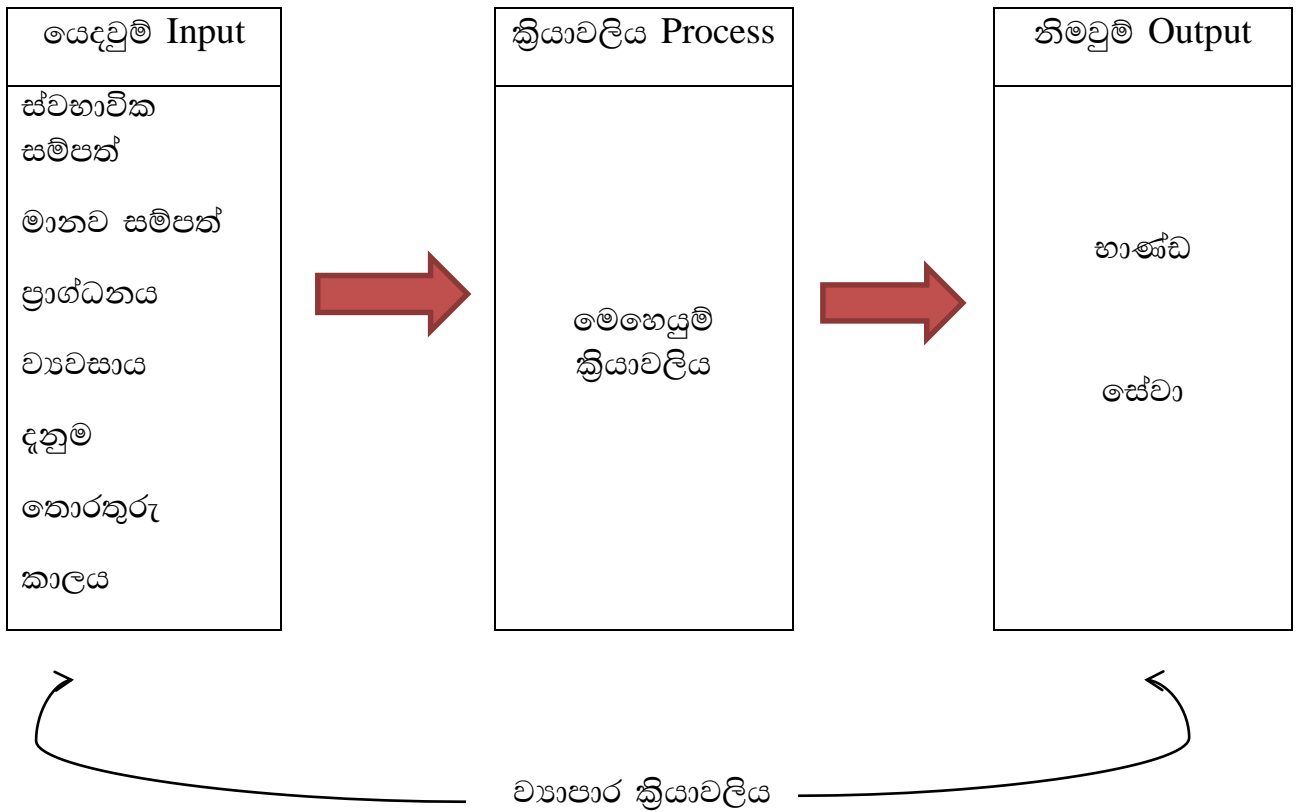 යෙදවුම් Input
ස්වභාවික
සම්පත්
මානව සම්පත්
ප්‍රාග්ධනය
ව්‍යවසාය
දැනුම
තොරතුරු
කාලය
ක්‍රියාවලිය Process
මෙහෙයුම්
ක්‍රියාවලිය
නිමවුම් Output
භාණ්ඩ
සේවා
ව්‍යාපාර ක්‍රියාවලිය